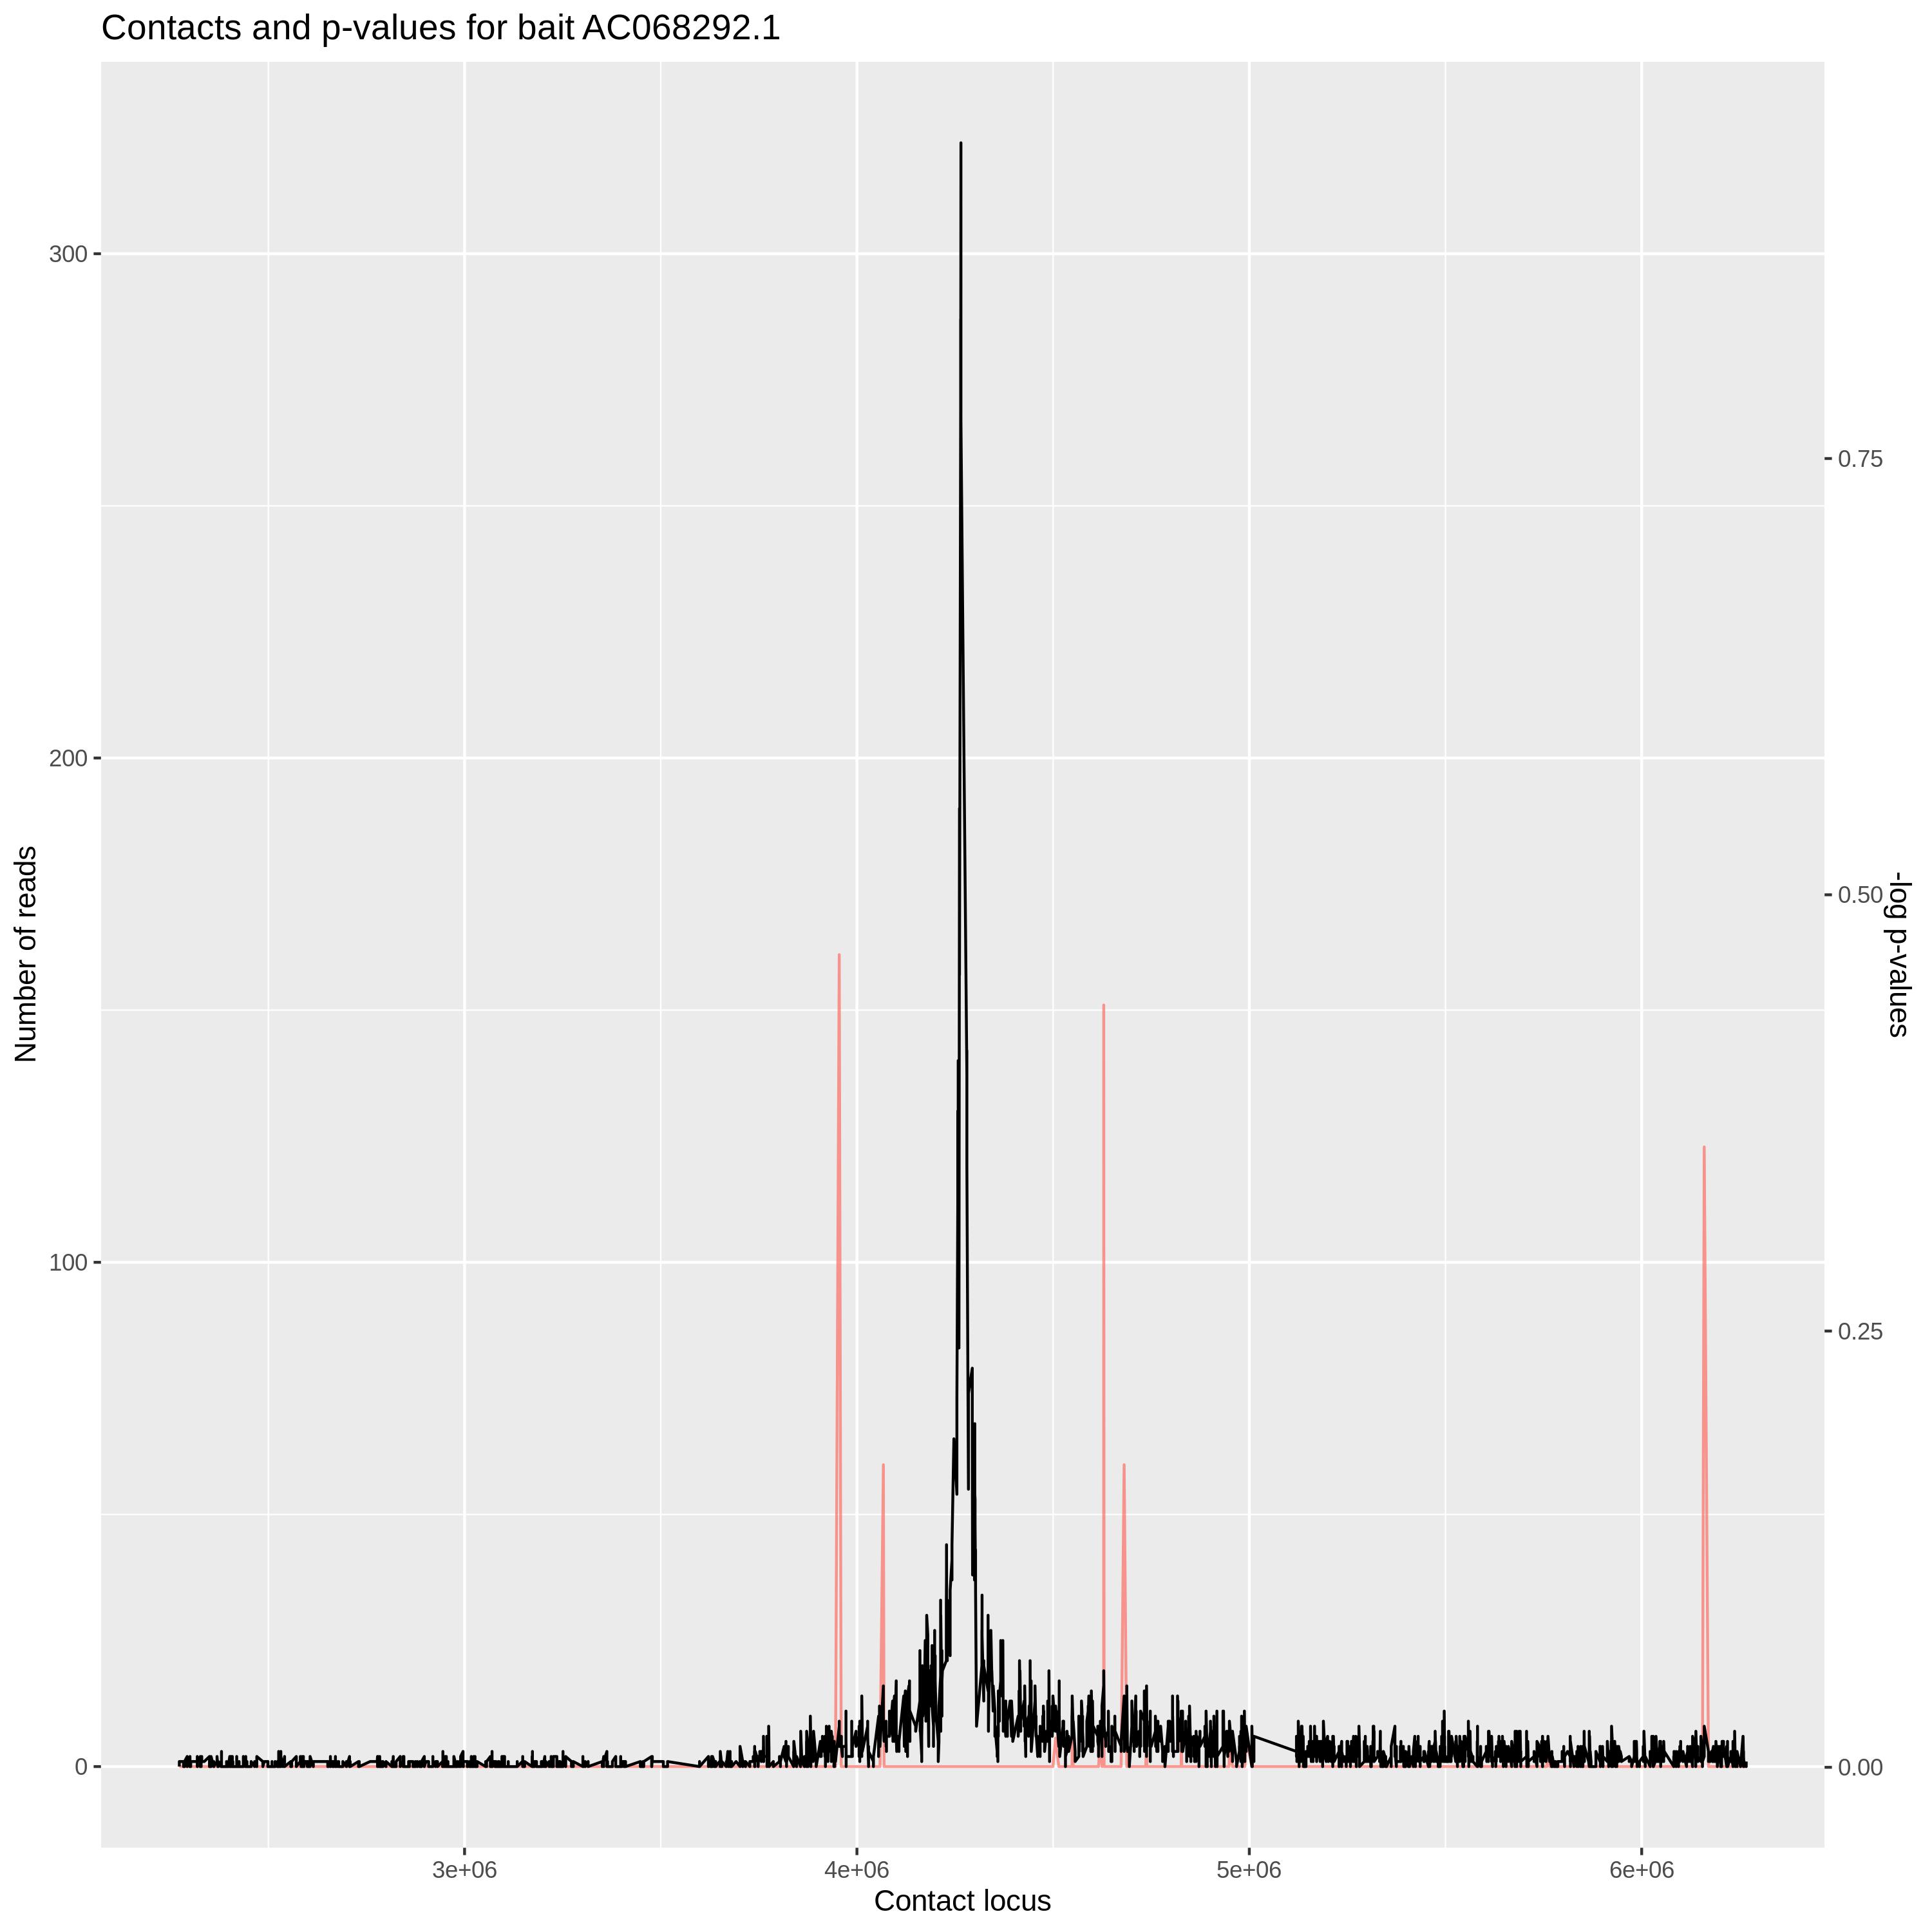 Contacts and p-values for bait AC068292.1
300
200
100
0
Number of reads
0.75
0.50
0.25
0.00
-log p-values
3e+06
4e+06
5e+06
6e+06
Contact locus